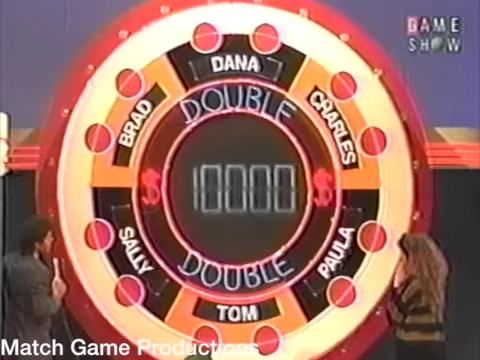 GAME
SHOW
DANA
BRAD
CHARLES
DOUBLE
$ 10000 $
DOUBLE
SALLY
PAULA
TOM
Match Game Productions